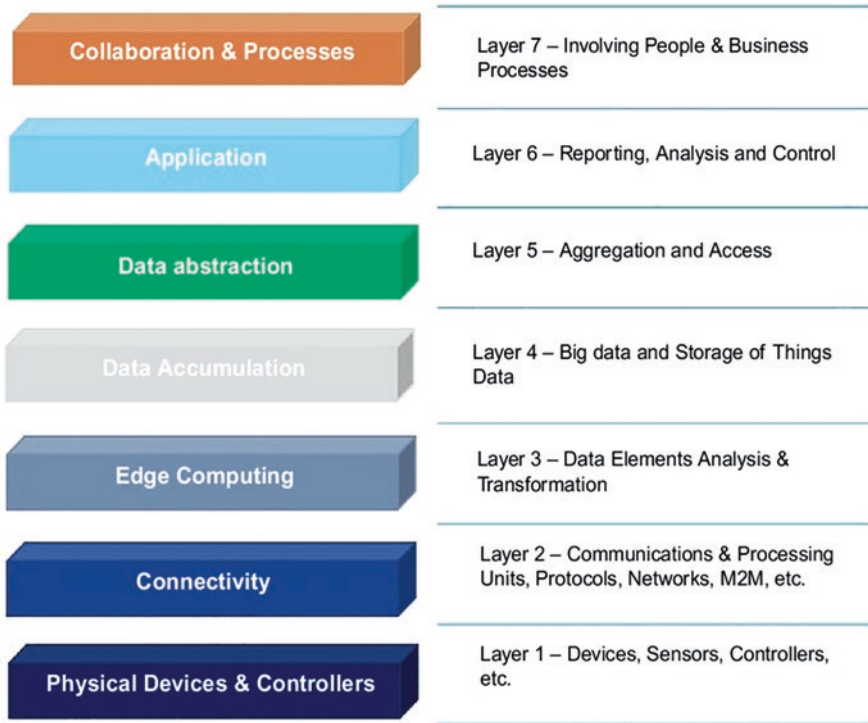 Collaboration & Processes
Layer 7 – Involving People & Business
Processes
Application
Layer 6 – Reporting, Analysis and Control
Data abstraction
Layer 5 – Aggregation and Access
Data Accumulation
Layer 4 – Big data and Storage of Things
Data
Edge Computing
Layer 3 – Data Elements Analysis &
Transformation
Connectivity
Layer 2 – Communications & Processing
Units, Protocols, Networks, M2M, etc.
Physical Devices & Controllers
Layer 1 – Devices, Sensors, Controllers,
etc.